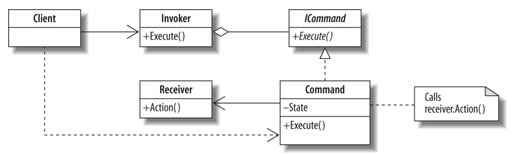 Client
Invoker
+Execute()
ICommand
+Execute()
Receiver
+Action()
Command
–State
+Execute()
Calls
receiver.Action()